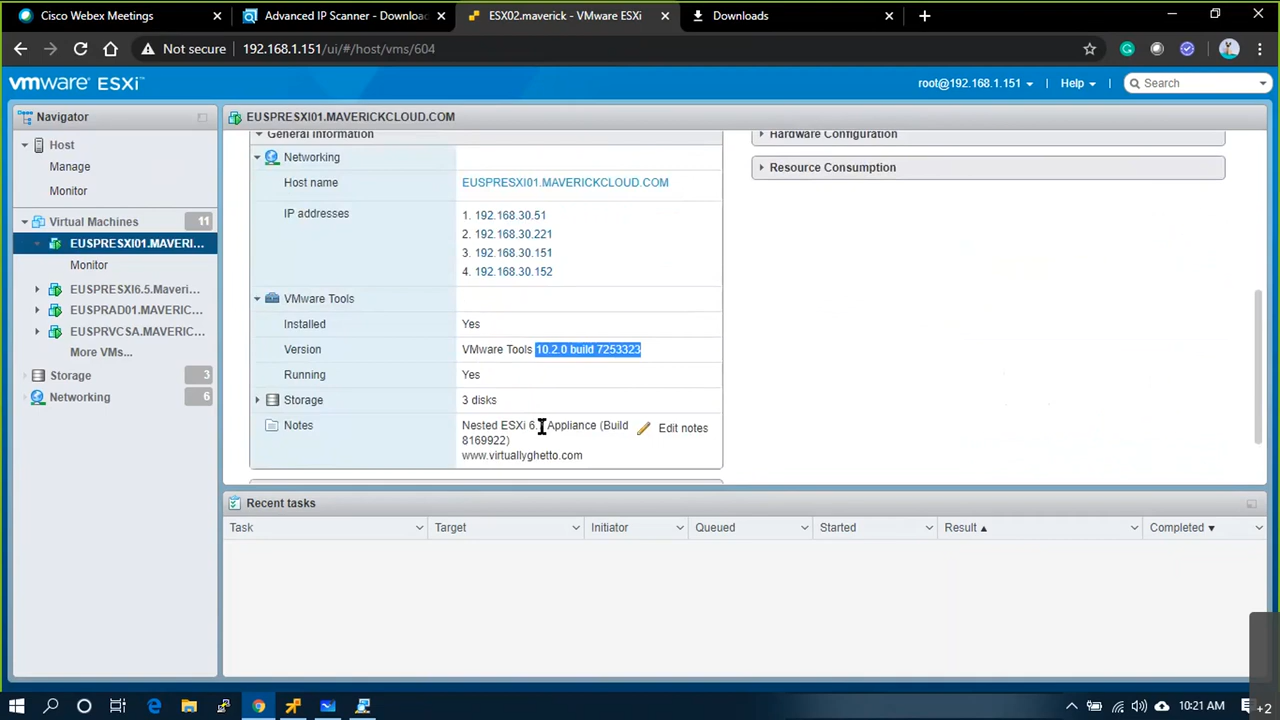 Cisco Webex Meetings
Advanced IP Scanner - Downloac
ESX02.maverick - VMware ESXi
Downloads
Not secure
192.168.1.151/ui/#/host/vms/604
vmware ESXi™
root@192.168.1.151
Help
Search
Navigator
Host
Manage
Monitor
Virtual Machines 11
EUSPRESXI01.MAVERI...
Monitor
EUSPRESXI6.5.Maveri...
EUSPRAD01.MAVERIC...
EUSPRVCSA.MAVERIC...
More VMs...
Storage 3
Networking 6
EUSPRESXI01.MAVERICKCLOUD.COM
General Information
Networking
Host name EUSPRESXI01.MAVERICKCLOUD.COM
IP addresses 1. 192.168.30.51
2. 192.168.30.221
3. 192.168.30.151
4. 192.168.30.152
VMware Tools
Installed Yes
Version VMware Tools 10.2.0 build 7253323
Running Yes
Storage 3 disks
Notes Nested ESXi Appliance (Build
8169922)
www.virtuallyghetto.com
Edit notes
Hardware Configuration
Resource Consumption
Recent tasks
Task Target Initiator Queued Started Result Completed
10:21 AM
+2